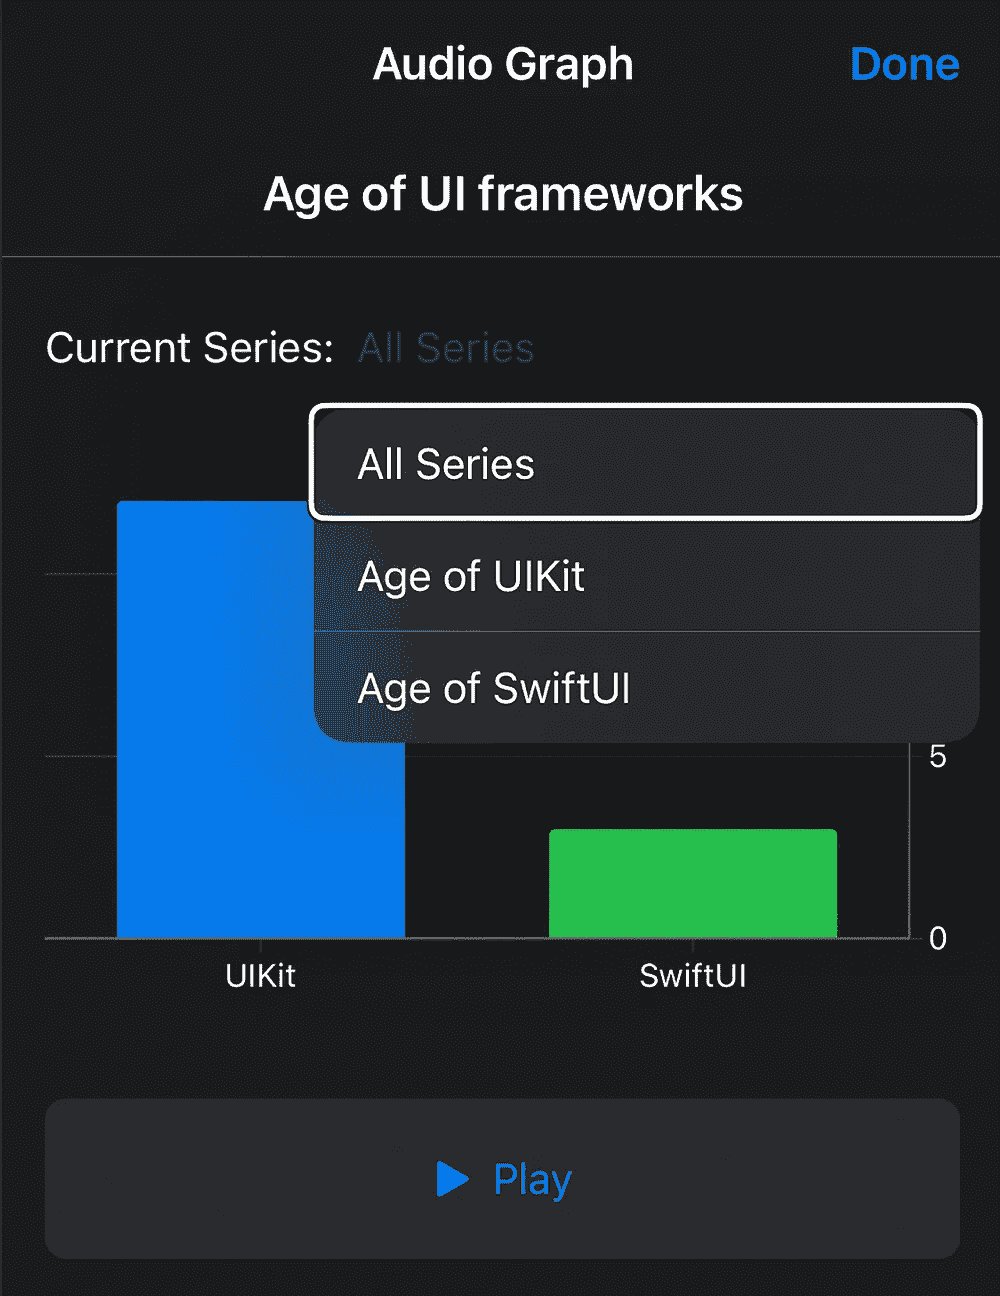 Audio Graph
Done
Age of UI frameworks
Current Series: All Series
All Series
Age of UIKit
Age of SwiftUI
5
0
UIKit
SwiftUI
Play